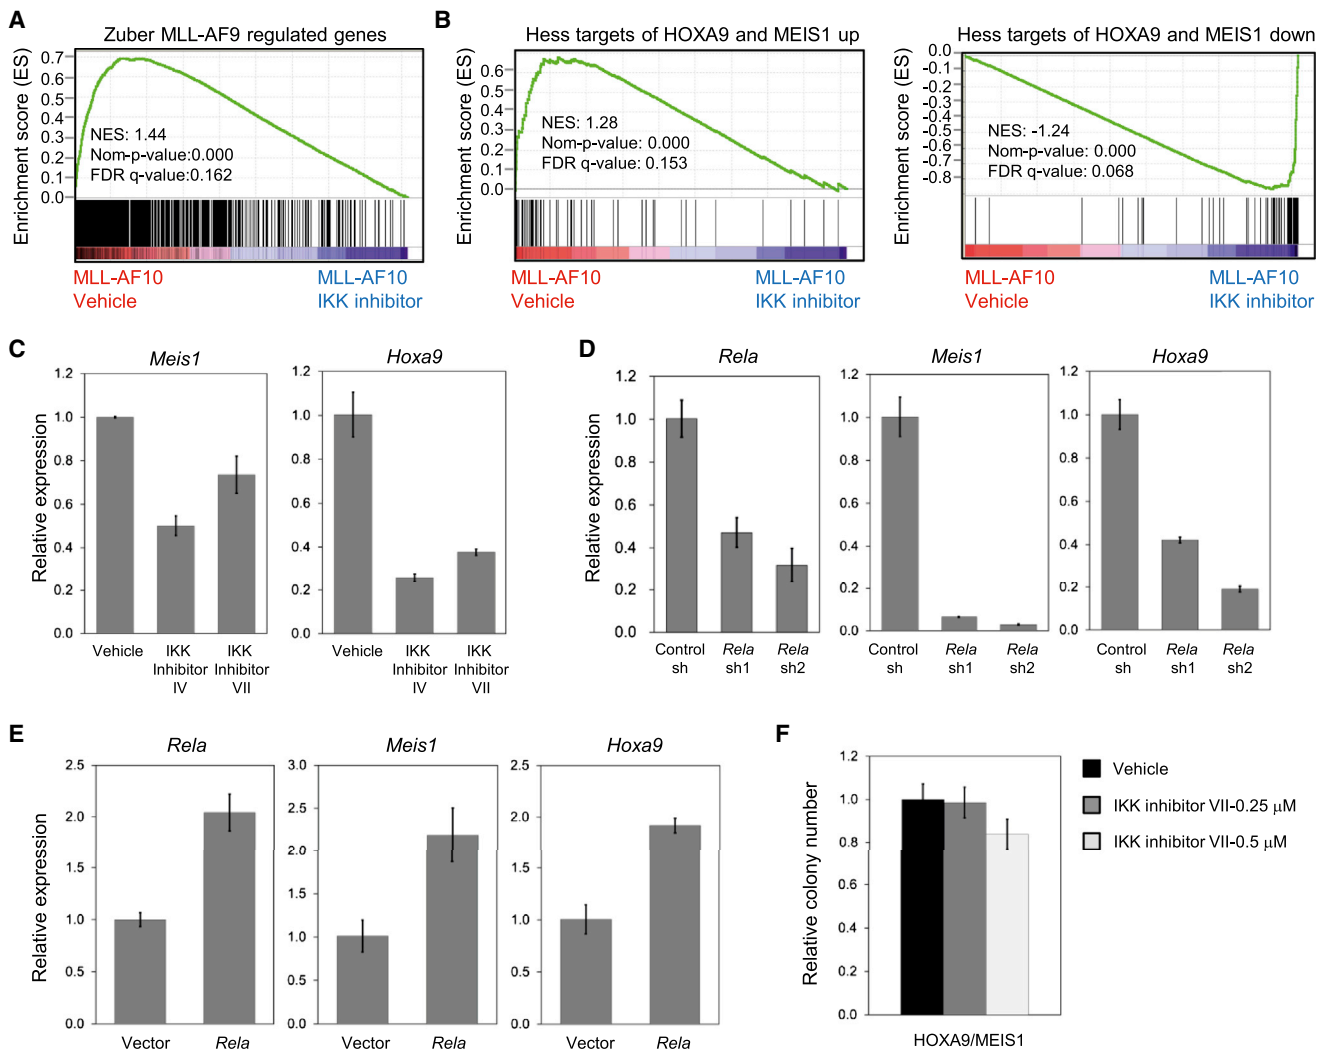 A
Zuber MLL-AF9 regulated genes
Enrichment score (ES)
0.7
0.6
0.5
0.4
0.3
0.2
0.1
0.0
NES: 1.44
Nom-p-value:0.000
FDR q-value:0.162
MLL-AF10
Vehicle
MLL-AF10
IKK inhibitor
B
Hess targets of HOXA9 and MEIS1 up
Enrichment score (ES)
0.6
0.5
0.4
0.3
0.2
0.1
0.0
NES: 1.28
Nom-p-value: 0.000
FDR q-value: 0.153
MLL-AF10
Vehicle
MLL-AF10
IKK inhibitor
Hess targets of HOXA9 and MEIS1 down
Enrichment score (ES)
0.0
-0.1
-0.2
-0.3
-0.4
-0.5
-0.6
-0.7
-0.8
NES: -1.24
Nom-p-value: 0.000
FDR q-value: 0.068
MLL-AF10
Vehicle
MLL-AF10
IKK inhibitor
C
Meis1
Relative expression
1.2
1.0
0.8
0.6
0.4
0.2
0.0
Vehicle
IKK
Inhibitor
IV
IKK
Inhibitor
VII
Hoxa9
1.2
1.0
0.8
0.6
0.4
0.2
0.0
Vehicle
IKK
Inhibitor
IV
IKK
Inhibitor
VII
D
Rela
Relative expression
1.2
1.0
0.8
0.6
0.4
0.2
0.0
Control
sh
Rela
sh1
Rela
sh2
Meis1
1.2
1.0
0.8
0.6
0.4
0.2
0.0
Control
sh
Rela
sh1
Rela
sh2
Hoxa9
1.2
1.0
0.8
0.6
0.4
0.2
0.0
Control
sh
Rela
sh1
Rela
sh2
E
Rela
Relative expression
2.5
2.0
1.5
1.0
0.5
0.0
Vector
Rela
Meis1
3.0
2.5
2.0
1.5
1.0
0.5
0.0
Vector
Rela
Hoxa9
2.5
2.0
1.5
1.0
0.5
0.0
Vector
Rela
F
Relative colony number
1.2
1.0
0.8
0.6
0.4
0.2
0.0
HOXA9/MEIS1
Vehicle
IKK inhibitor VII-0.25 μM
IKK inhibitor VII-0.5 μM